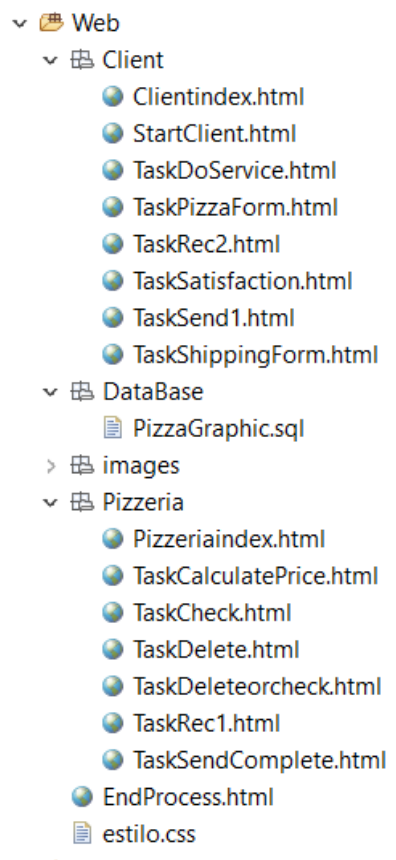 Web
Client
Clientindex.html
StartClient.html
TaskDoService.html
TaskPizzaForm.html
TaskRec2.html
TaskSatisfaction.html
TaskSend1.html
TaskShippingForm.html
DataBase
PizzaGraphic.sql
images
Pizzeria
Pizzeriaindex.html
TaskCalculatePrice.html
TaskCheck.html
TaskDelete.html
TaskDeleteorcheck.html
TaskRec1.html
TaskSendComplete.html
EndProcess.html
estilo.css